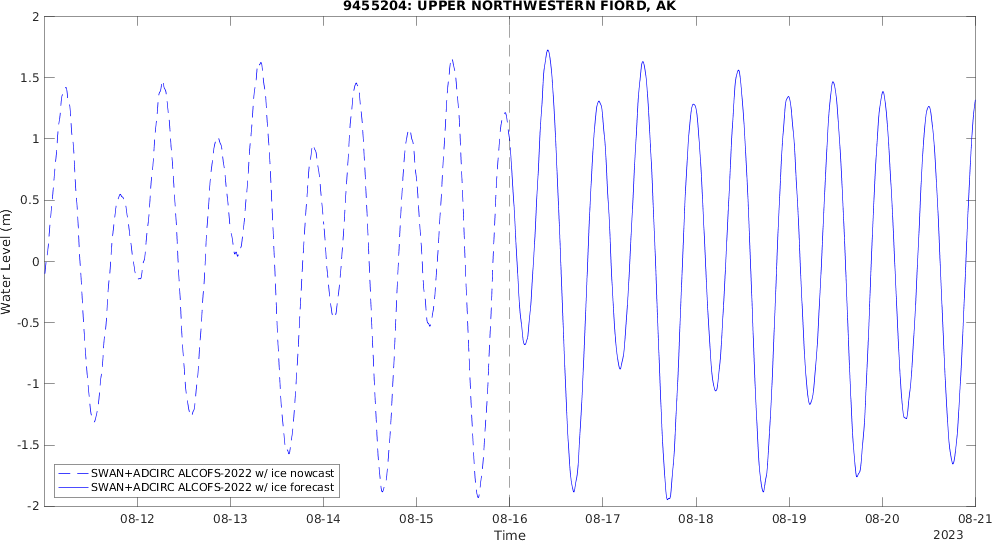 9455204: UPPER NORTHWESTERN FIORD, AK
2
1.5
1
0.5
0
-0.5
-1
-1.5
-2
Water Level (m)
SWAN+ADCIRC ALCOFS-2022 w/ ice nowcast
SWAN+ADCIRC ALCOFS-2022 w/ ice forecast
08-12 08-13 08-14 08-15 08-16 08-17 08-18 08-19 08-20 08-21
Time
2023